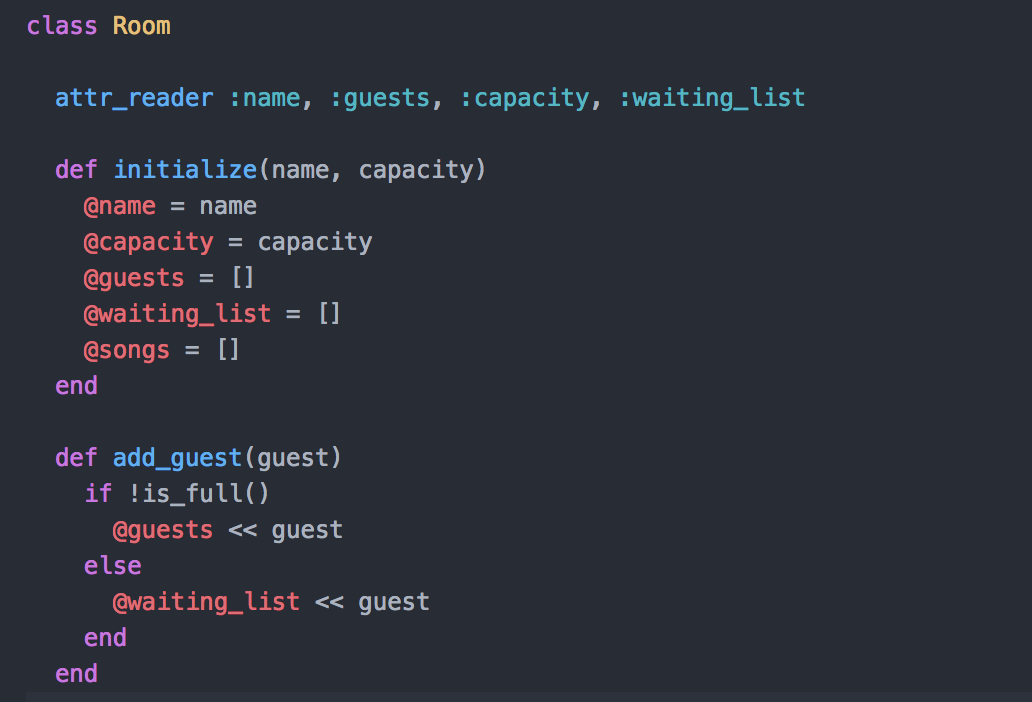 class Room
attr_reader :name, :guests, :capacity, :waiting_list
def initialize(name, capacity)
@name = name
@capacity = capacity
@guests = []
@waiting_list = []
@songs = []
end
def add_guest(guest)
if !is_full()
@guests << guest
else
@waiting_list << guest
end
end